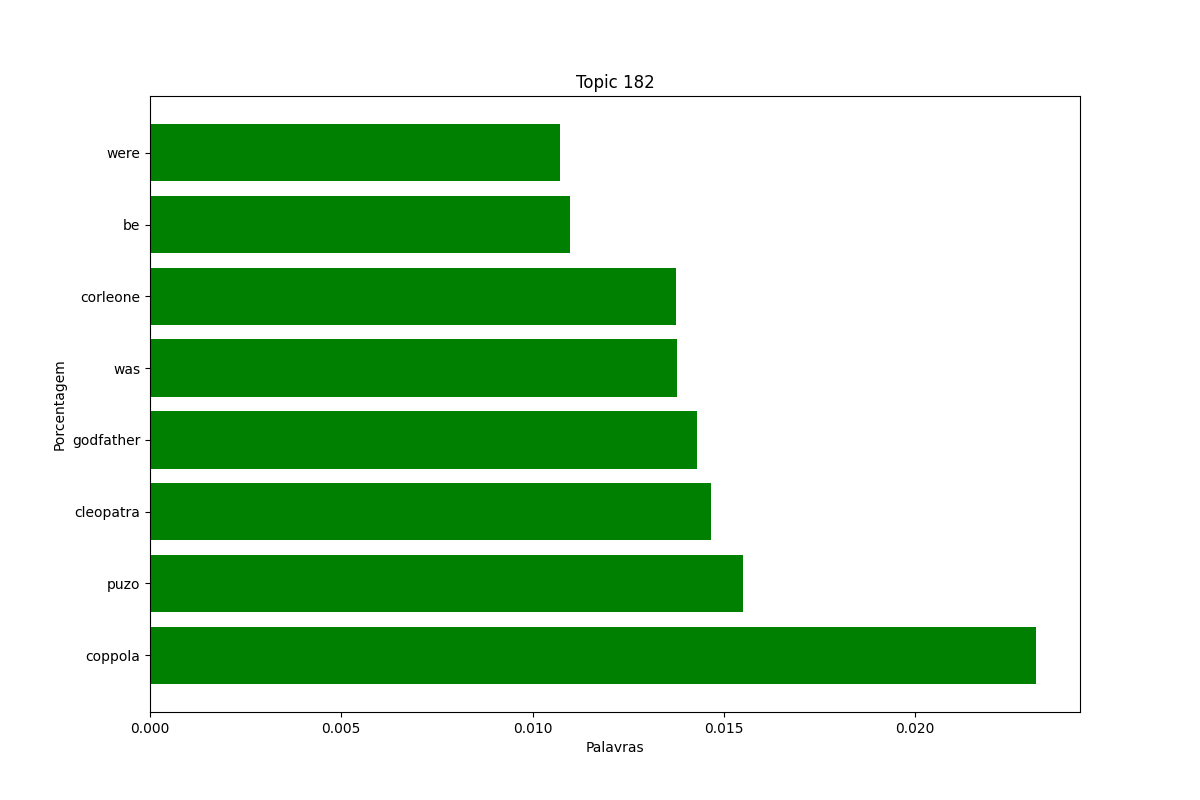 Topic 182
were
be
corleone
was
godfather
cleopatra
puzo
coppola
Porcentagem
0.000 0.005 0.010 0.015 0.020
Palavras